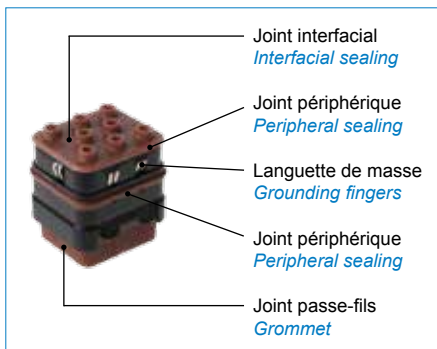 Joint interfacial
Interfacial sealing
Joint périphérique
Peripheral sealing
Languette de masse
Grounding fingers
Joint périphérique
Peripheral sealing
Joint passe-fils
Grommet